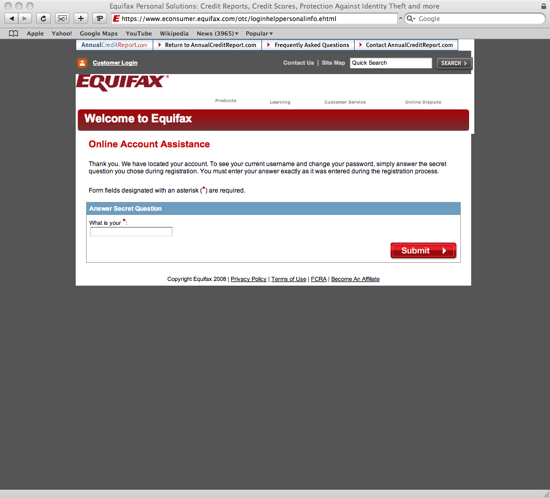 Equifax Personal Solutions: Credit Reports, Credit Scores, Protection Against Identity Theft and more
https://www.econsumer.equifax.com/otc/loginhelppersonalinfo.ehtml
Google
Apple Yahoo! Google Maps YouTube Wikipedia News (3965) Popular
AnnualCreditReport.com Return to AnnualCreditReport.com Frequently Asked Questions Contact AnnualCreditReport.com
Customer Login Contact Us | Site Map Quick Search SEARCH
EQUIFAX®
Products Learning Customer Service Online Dispute
Welcome to Equifax
Online Account Assistance
Thank you. We have located your account. To see your current username and change your password, simply answer the secret
question you chose during registration. You must enter your answer exactly as it was entered during the registration process.
Form fields designated with an asterisk (*) are required.
Answer Secret Question
What is your *:
Submit
Copyright Equifax 2008 | Privacy Policy | Terms of Use | FCRA | Become An Affiliate